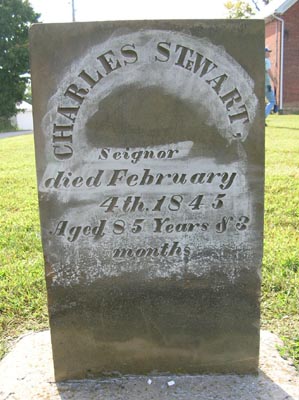 CHARLES STEWART,
Seignor
died February
4th. 1845
Aged 85 Years & 3
months